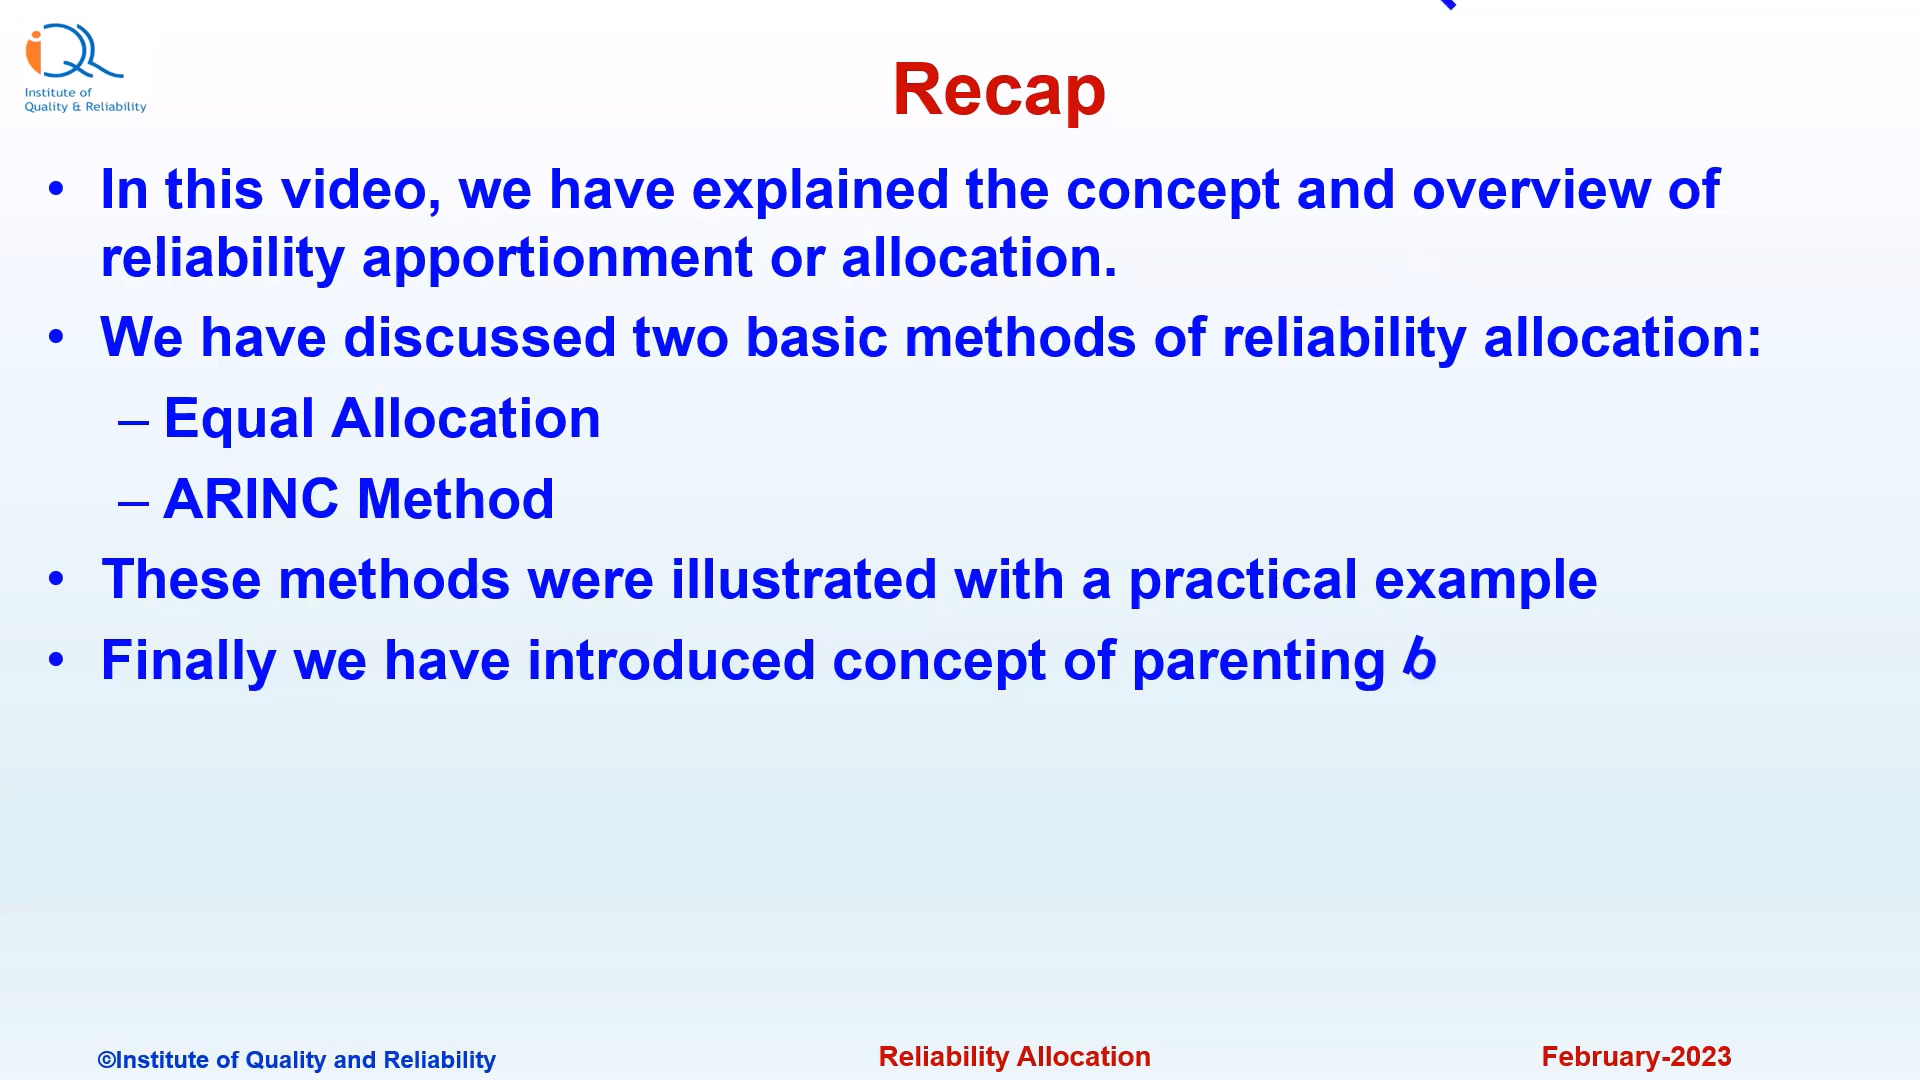 iQR
Institute of
Quality & Reliability
Recap
• In this video, we have explained the concept and overview of
reliability apportionment or allocation.
• We have discussed two basic methods of reliability allocation:
– Equal Allocation
– ARINC Method
• These methods were illustrated with a practical example
• Finally we have introduced concept of parenting b
©Institute of Quality and Reliability
Reliability Allocation
February-2023